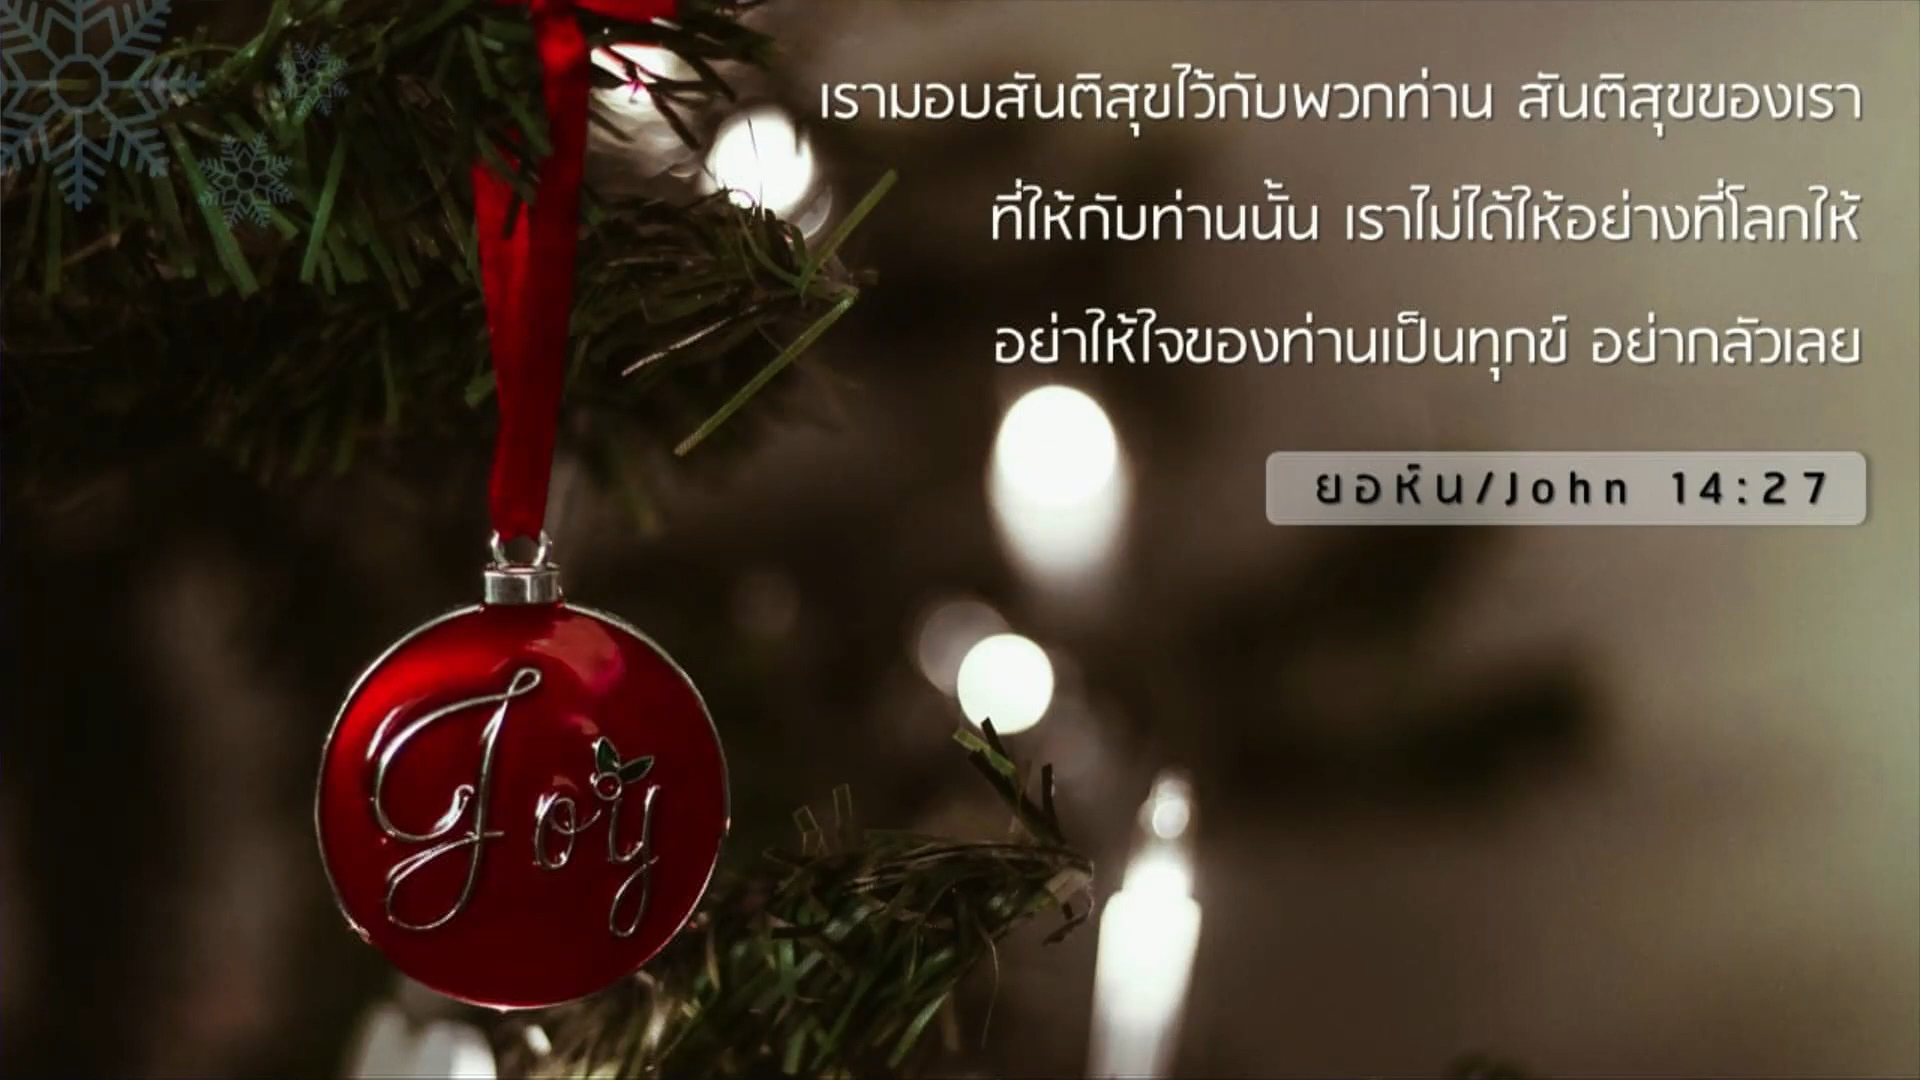 เรามอบสันติสุขไว้กับพวกท่าน สันติสุขของเรา
ที่ให้กับท่านนั้น เราไม่ได้ให้อย่างที่โลกให้
อย่าให้ใจของท่านเป็นทุกข์ อย่ากลัวเลย
ยอห์น/John 14:27
Joy